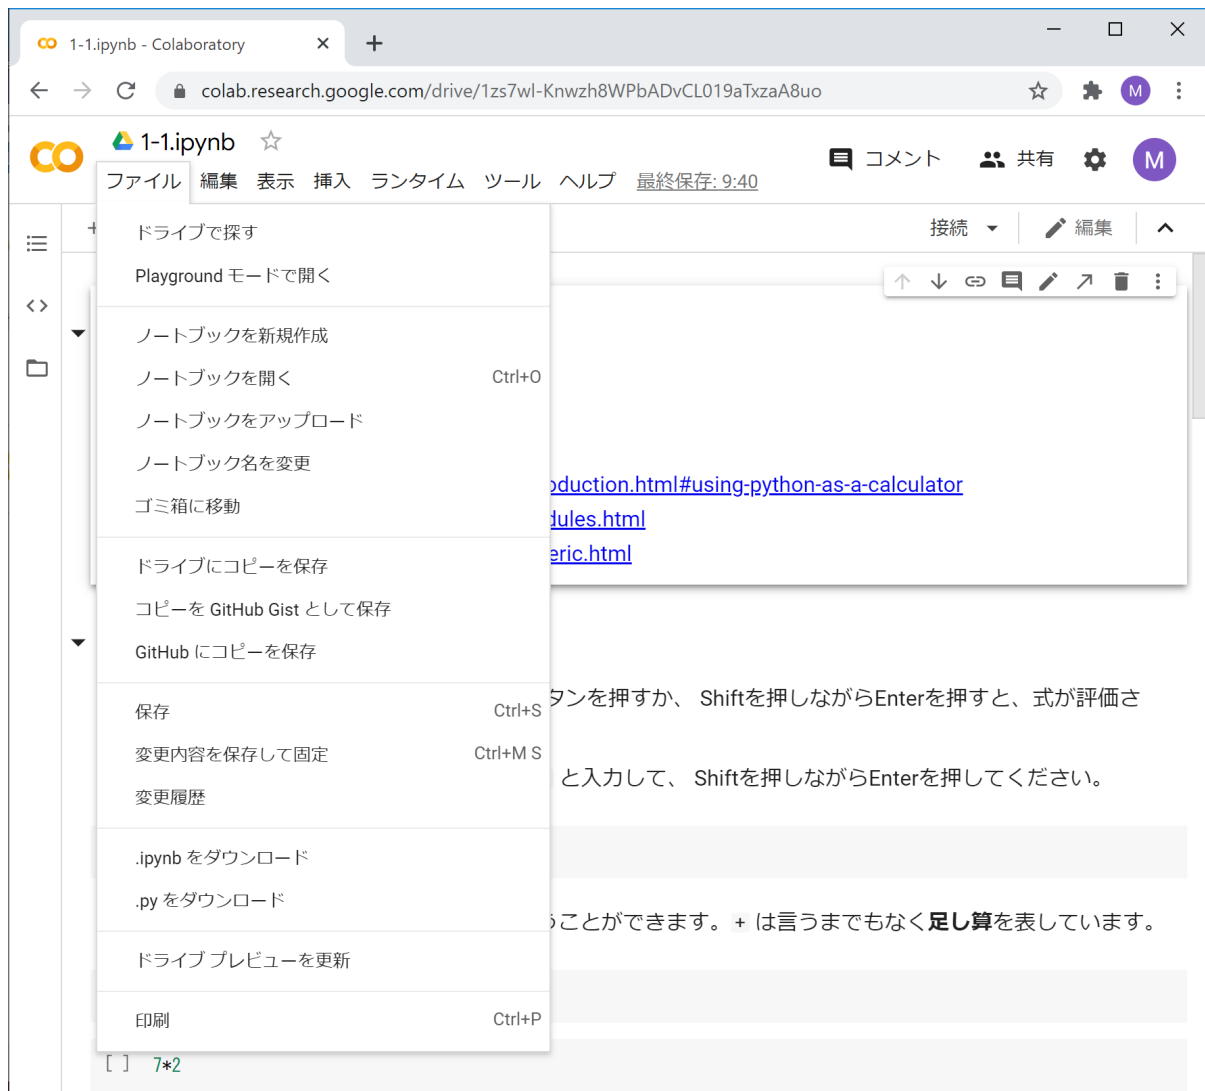 1-1.ipynb - Colaboratory
colab.research.google.com/drive/1zs7wl-Knwzh8WPbADvCL019aTxzaA8uo
M
1-1.ipynb
コメント
共有
M
ファイル 編集 表示 挿入 ランタイム ツール ヘルプ 最終保存: 9:40
接続
編集
ドライブで探す
Playground モードで開く
ノートブックを新規作成
ノートブックを開く Ctrl+O
ノートブックをアップロード
ノートブック名を変更
ゴミ箱に移動
ドライブにコピーを保存
コピーを GitHub Gist として保存
GitHub にコピーを保存
保存 Ctrl+S
変更内容を保存して固定 Ctrl+M S
変更履歴
.ipynb をダウンロード
.py をダウンロード
ドライブ プレビューを更新
印刷 Ctrl+P
oduction.html#using-python-as-a-calculator
dules.html
eric.html
タンを押すか、 Shiftを押しながらEnterを押すと、式が評価さ
と入力して、 Shiftを押しながらEnterを押してください。
うことができます。 + は言うまでもなく足し算を表しています。
[ ] 7*2